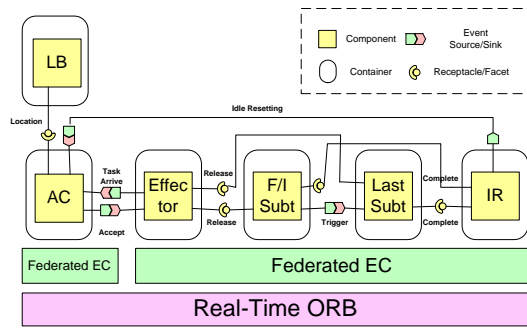 LB
Component
Event
Source/Sink
Container
Receptacle/Facet
Location
Idle Resetting
Task
Arrive
Release
Complete
AC
Effec
tor
F/I
Subt
Last
Subt
IR
Accept
Release
Trigger
Complete
Federated EC
Federated EC
Real-Time ORB